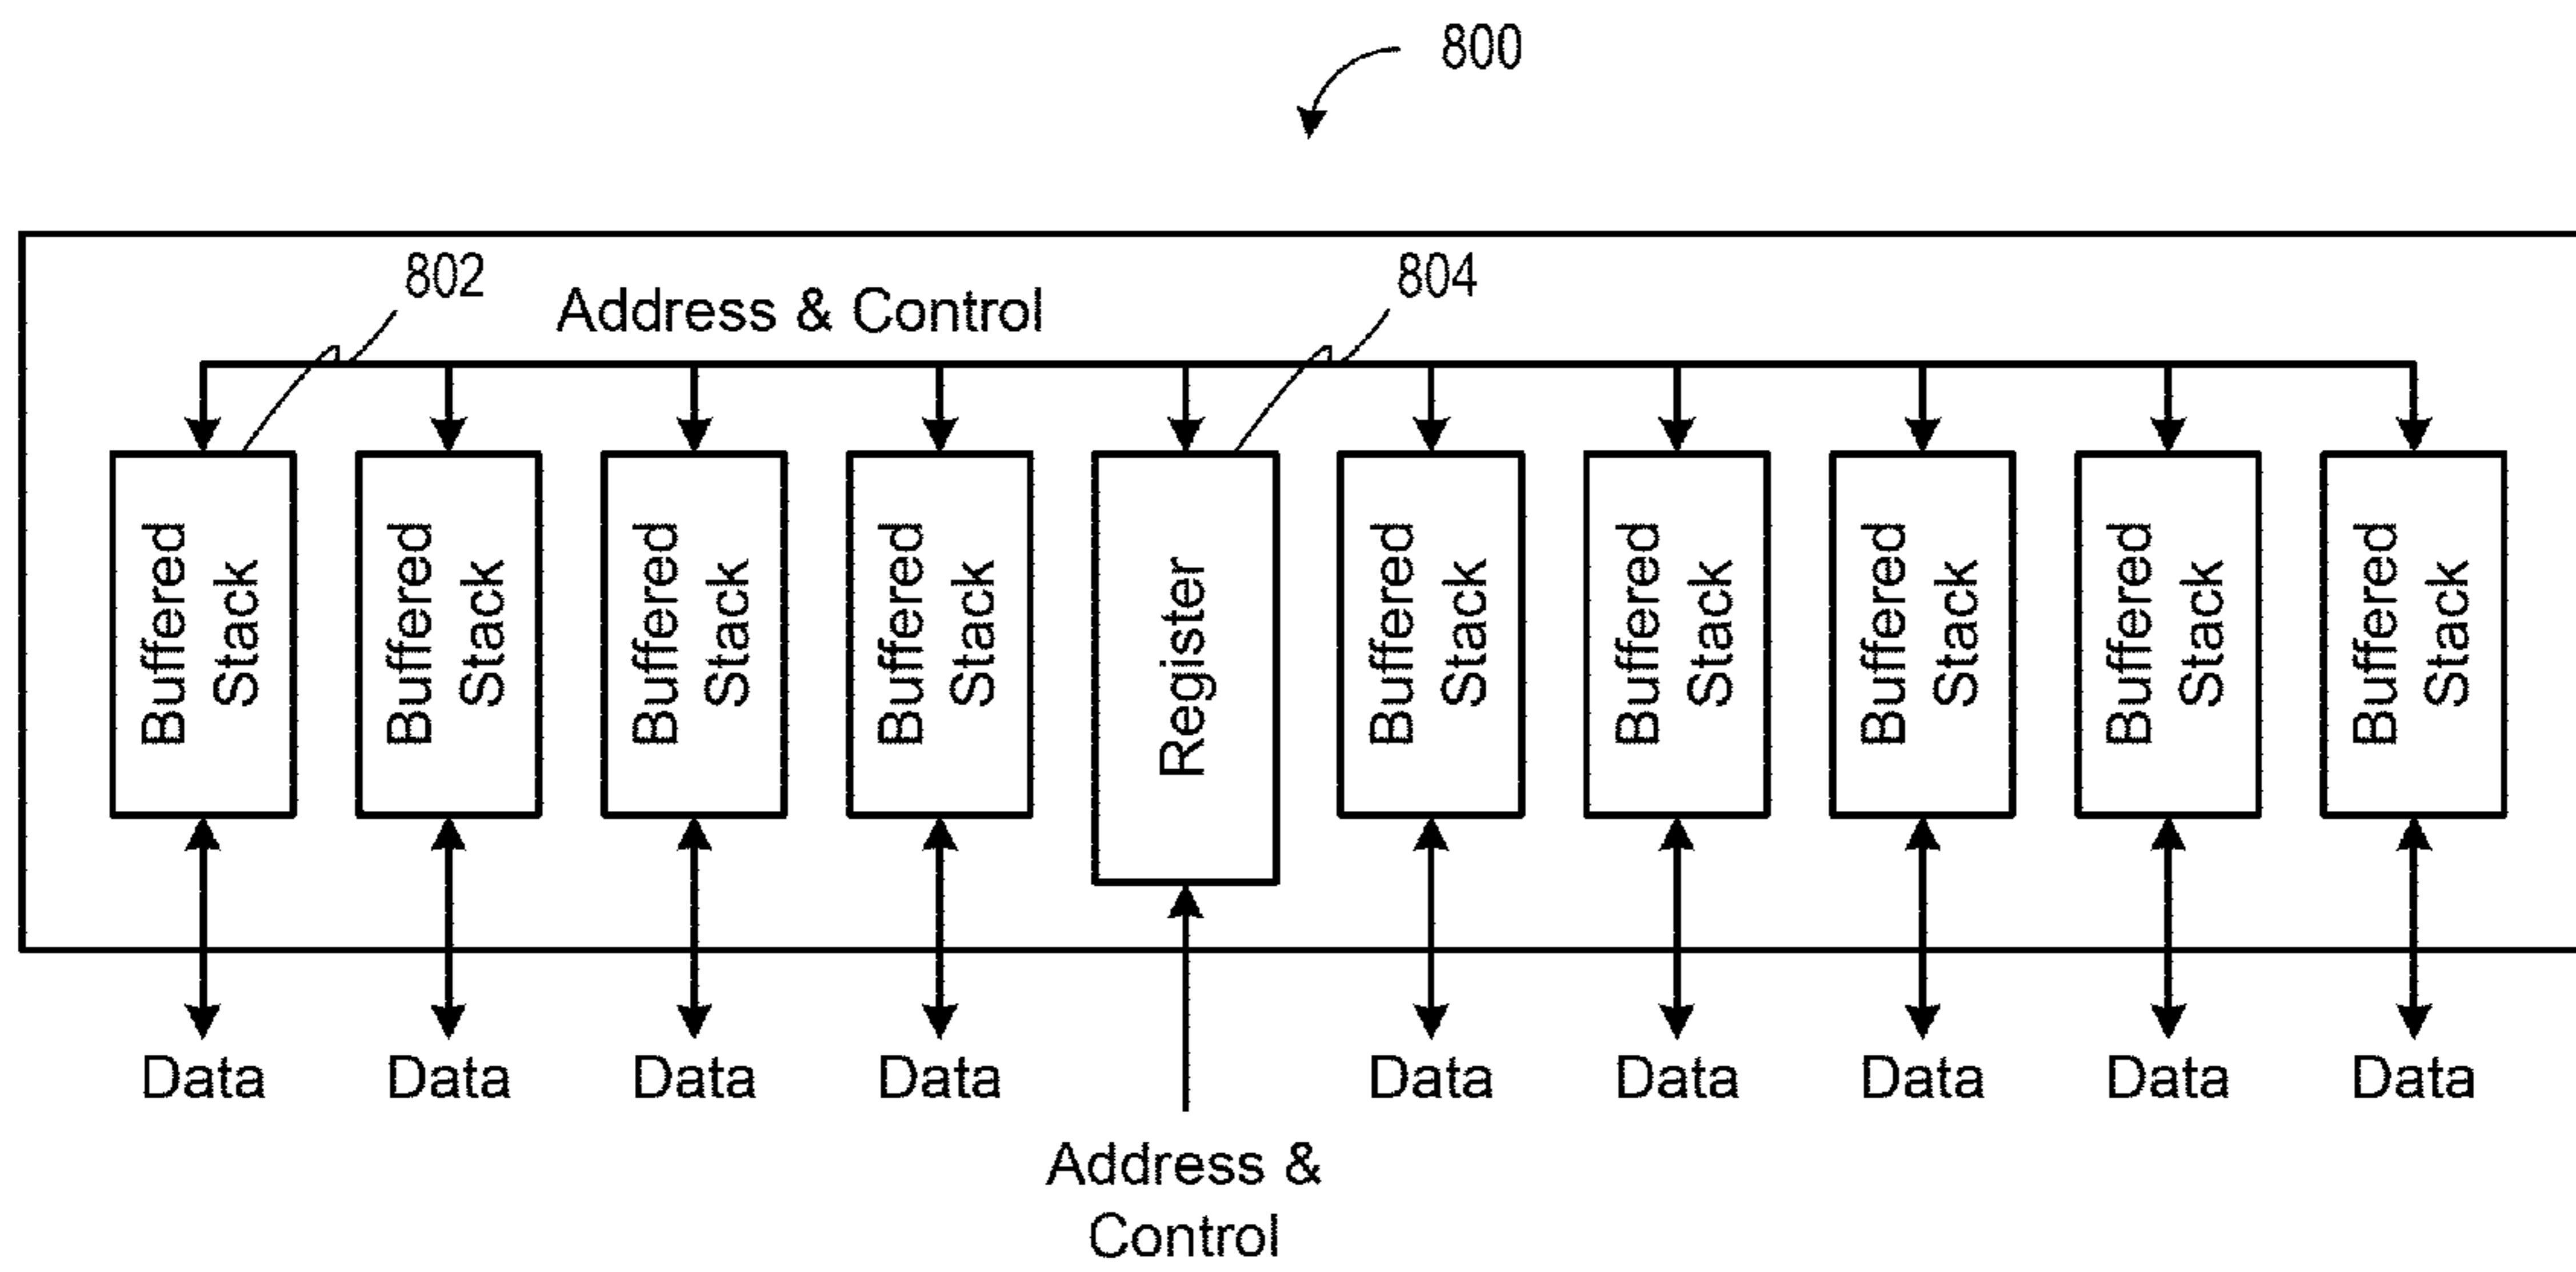 800
802
804
Address & Control
Buffered
Stack
Buffered
Stack
Buffered
Stack
Buffered
Stack
Register
Buffered
Stack
Buffered
Stack
Buffered
Stack
Buffered
Stack
Buffered
Stack
Data
Data
Data
Data
Data
Data
Data
Data
Data
Address &
Control